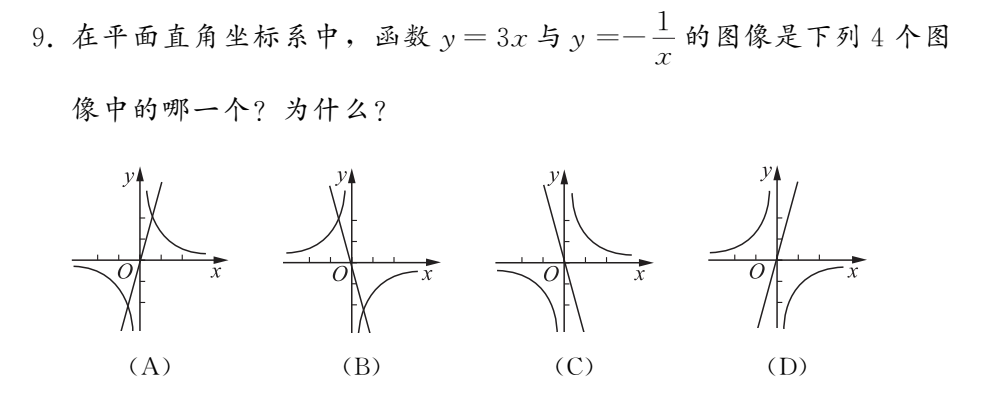 9. 在平面直角坐标系中，函数 y = 3x 与 y = -1/x 的图像是下列 4 个图
像中的哪一个？为什么？
y y y y
O x O x O x O x
(A) (B) (C) (D)